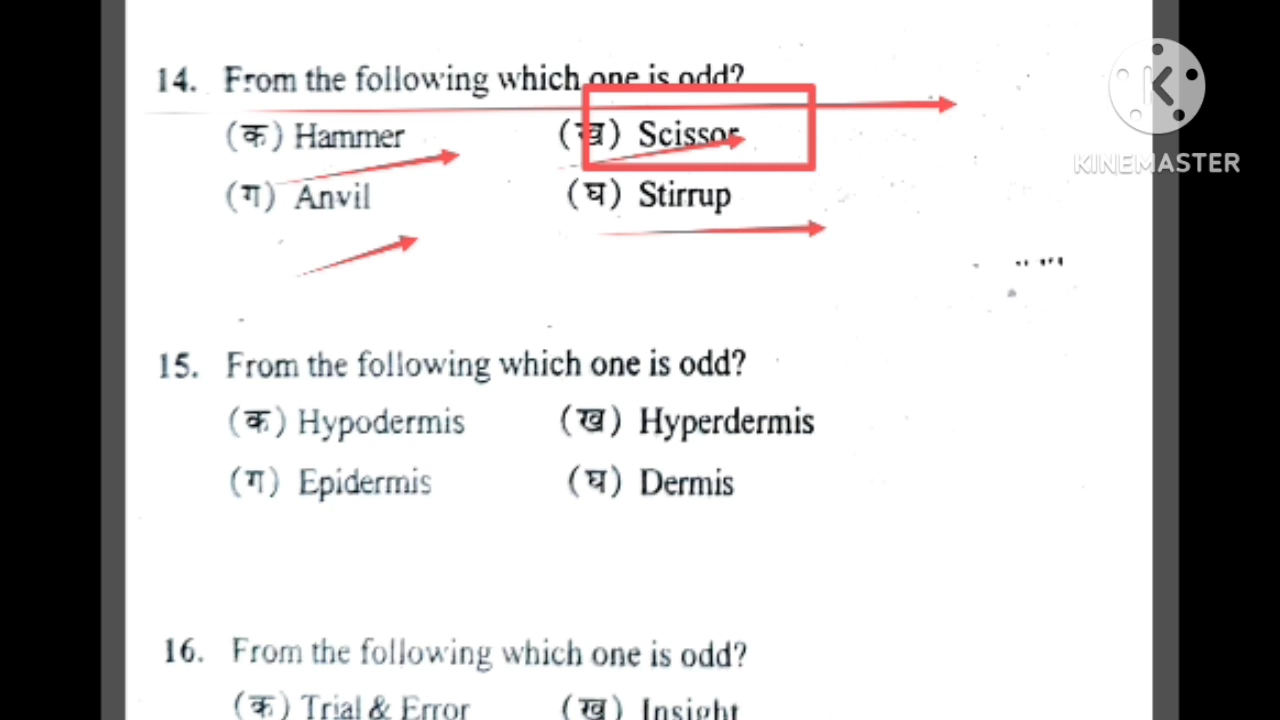 14. From the following which one is odd?
(क) Hammer (ख) Scissor
(ग) Anvil (घ) Stirrup
KINEMASTER
15. From the following which one is odd?
(क) Hypodermis (ख) Hyperdermis
(ग) Epidermis (घ) Dermis
16. From the following which one is odd?
(क) Trial & Error (ख) Insight